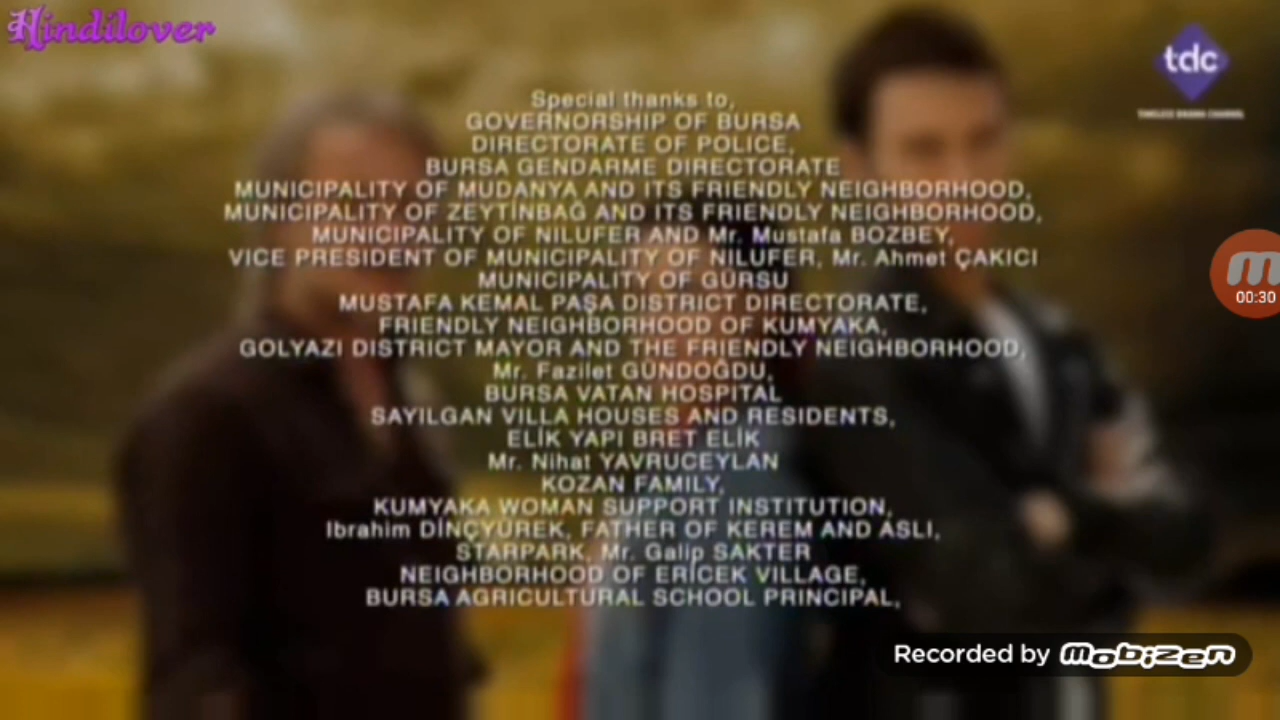 Hindilover
tdc
TIMELESS DRAMA CHANNEL
Special thanks to,
GOVERNORSHIP OF BURSA
DIRECTORATE OF POLICE,
BURSA GENDARME DIRECTORATE
MUNICIPALITY OF MUDANYA AND ITS FRIENDLY NEIGHBORHOOD,
MUNICIPALITY OF ZEYTİNBAĞ AND ITS FRIENDLY NEIGHBORHOOD,
MUNICIPALITY OF NILUFER AND Mr. Mustafa BOZBEY,
VICE PRESIDENT OF MUNICIPALITY OF NILUFER, Mr. Ahmet ÇAKICI
MUNICIPALITY OF GÜRSU
MUSTAFA KEMAL PAŞA DISTRICT DIRECTORATE,
FRIENDLY NEIGHBORHOOD OF KUMYAKA,
GOLYAZI DISTRICT MAYOR AND THE FRIENDLY NEIGHBORHOOD,
Mr. Fazilet GÜNDOĞDU,
BURSA VATAN HOSPITAL
SAYILGAN VILLA HOUSES AND RESIDENTS,
ELİK YAPI BRET ELİK
Mr. Nihat YAVRUCEYLAN
KOZAN FAMILY,
KUMYAKA WOMAN SUPPORT INSTITUTION,
Ibrahim DİNÇYÜREK, FATHER OF KEREM AND ASLI,
STARPARK, Mr. Galip SAKTER
NEIGHBORHOOD OF ERİCEK VILLAGE,
BURSA AGRICULTURAL SCHOOL PRINCIPAL,
00:30
Recorded by mobizen